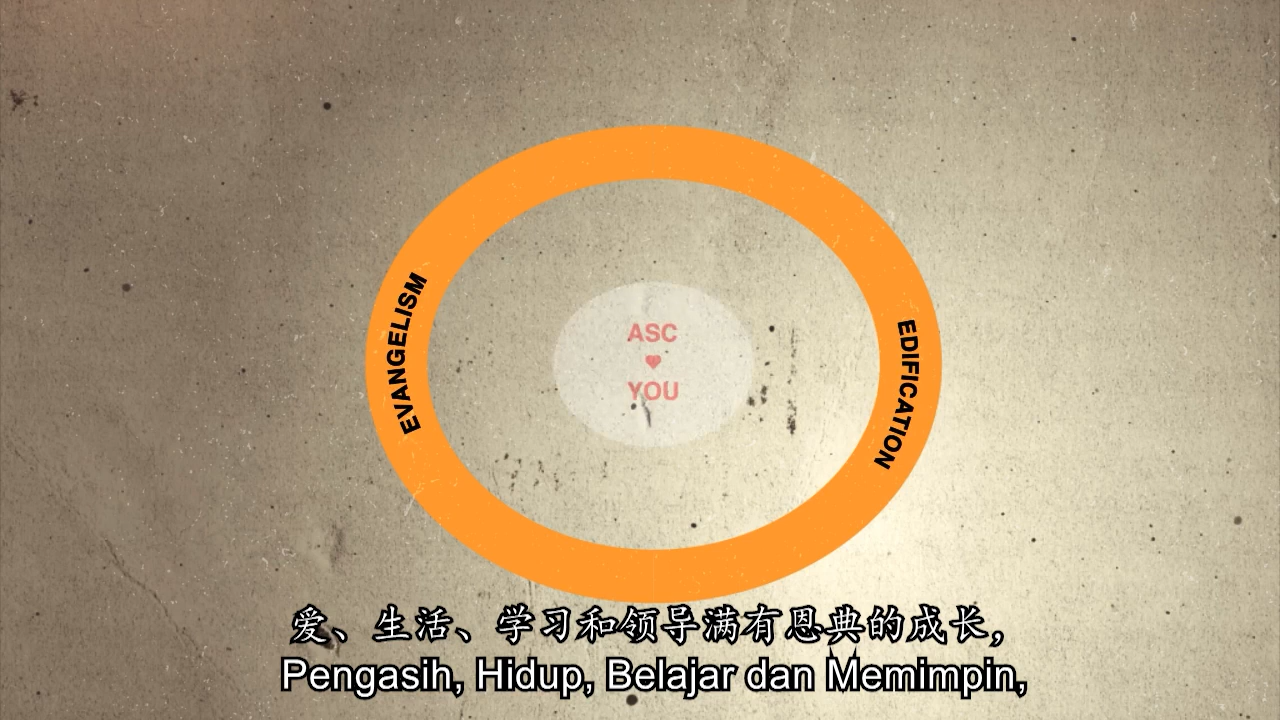 EVANGELISM
ASC
YOU
EDIFICATION
爱、生活、学习和领导满有恩典的成长，
Pengasih, Hidup, Belajar dan Memimpin,